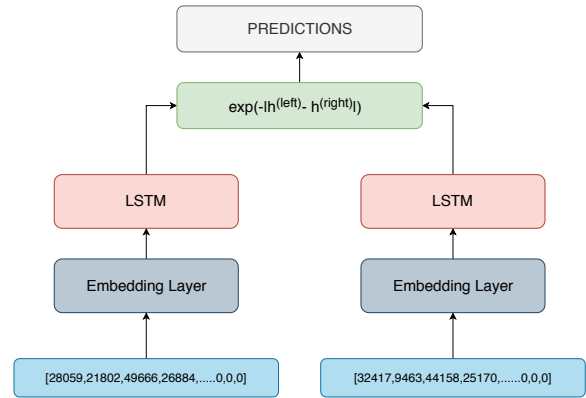 PREDICTIONS
exp(-|h(left)- h(right)|)
LSTM
LSTM
Embedding Layer
Embedding Layer
[28059,21802,49666,26884,.....0,0,0]
[32417,9463,44158,25170,......0,0,0]